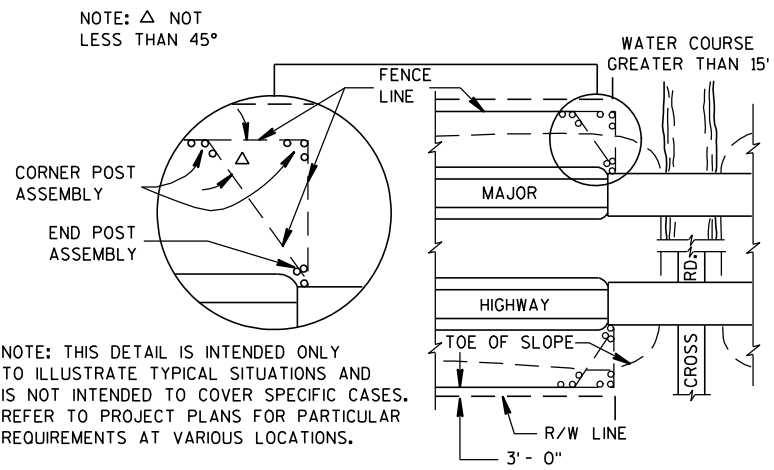 NOTE: △ NOT
LESS THAN 45°
WATER COURSE
GREATER THAN 15'
FENCE
LINE
△
CORNER POST
ASSEMBLY
MAJOR
END POST
ASSEMBLY
RD.
HIGHWAY
TOE OF SLOPE
CROSS
NOTE: THIS DETAIL IS INTENDED ONLY
TO ILLUSTRATE TYPICAL SITUATIONS AND
IS NOT INTENDED TO COVER SPECIFIC CASES.
REFER TO PROJECT PLANS FOR PARTICULAR
REQUIREMENTS AT VARIOUS LOCATIONS.
R/W LINE
3'- 0"